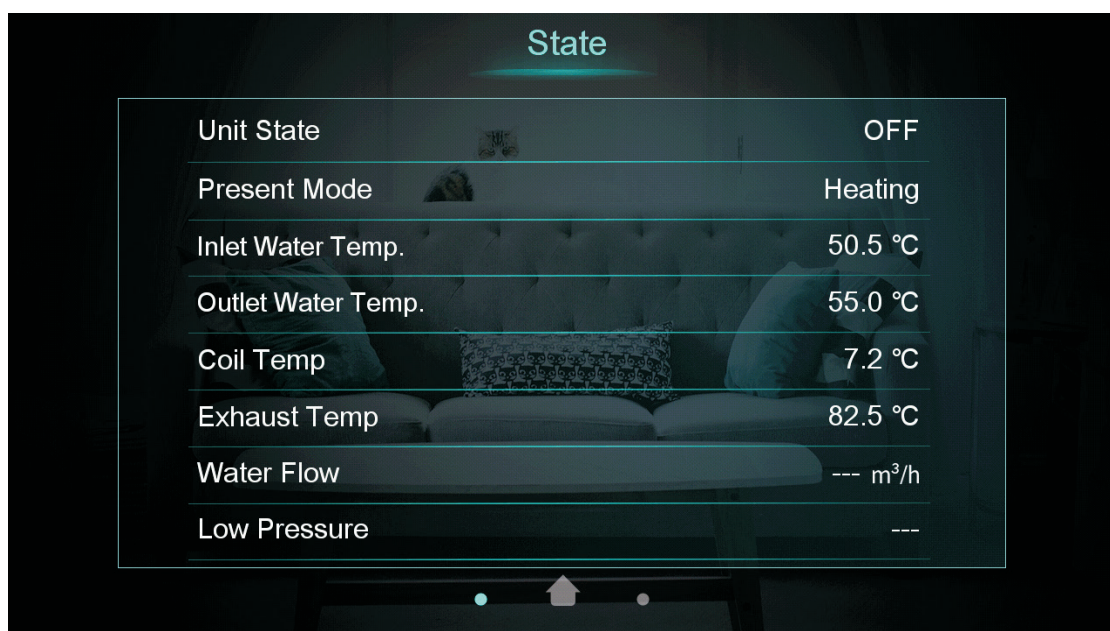 State
Unit State OFF
Present Mode Heating
Inlet Water Temp. 50.5 ℃
Outlet Water Temp. 55.0 ℃
Coil Temp 7.2 ℃
Exhaust Temp 82.5 ℃
Water Flow --- m³/h
Low Pressure ---